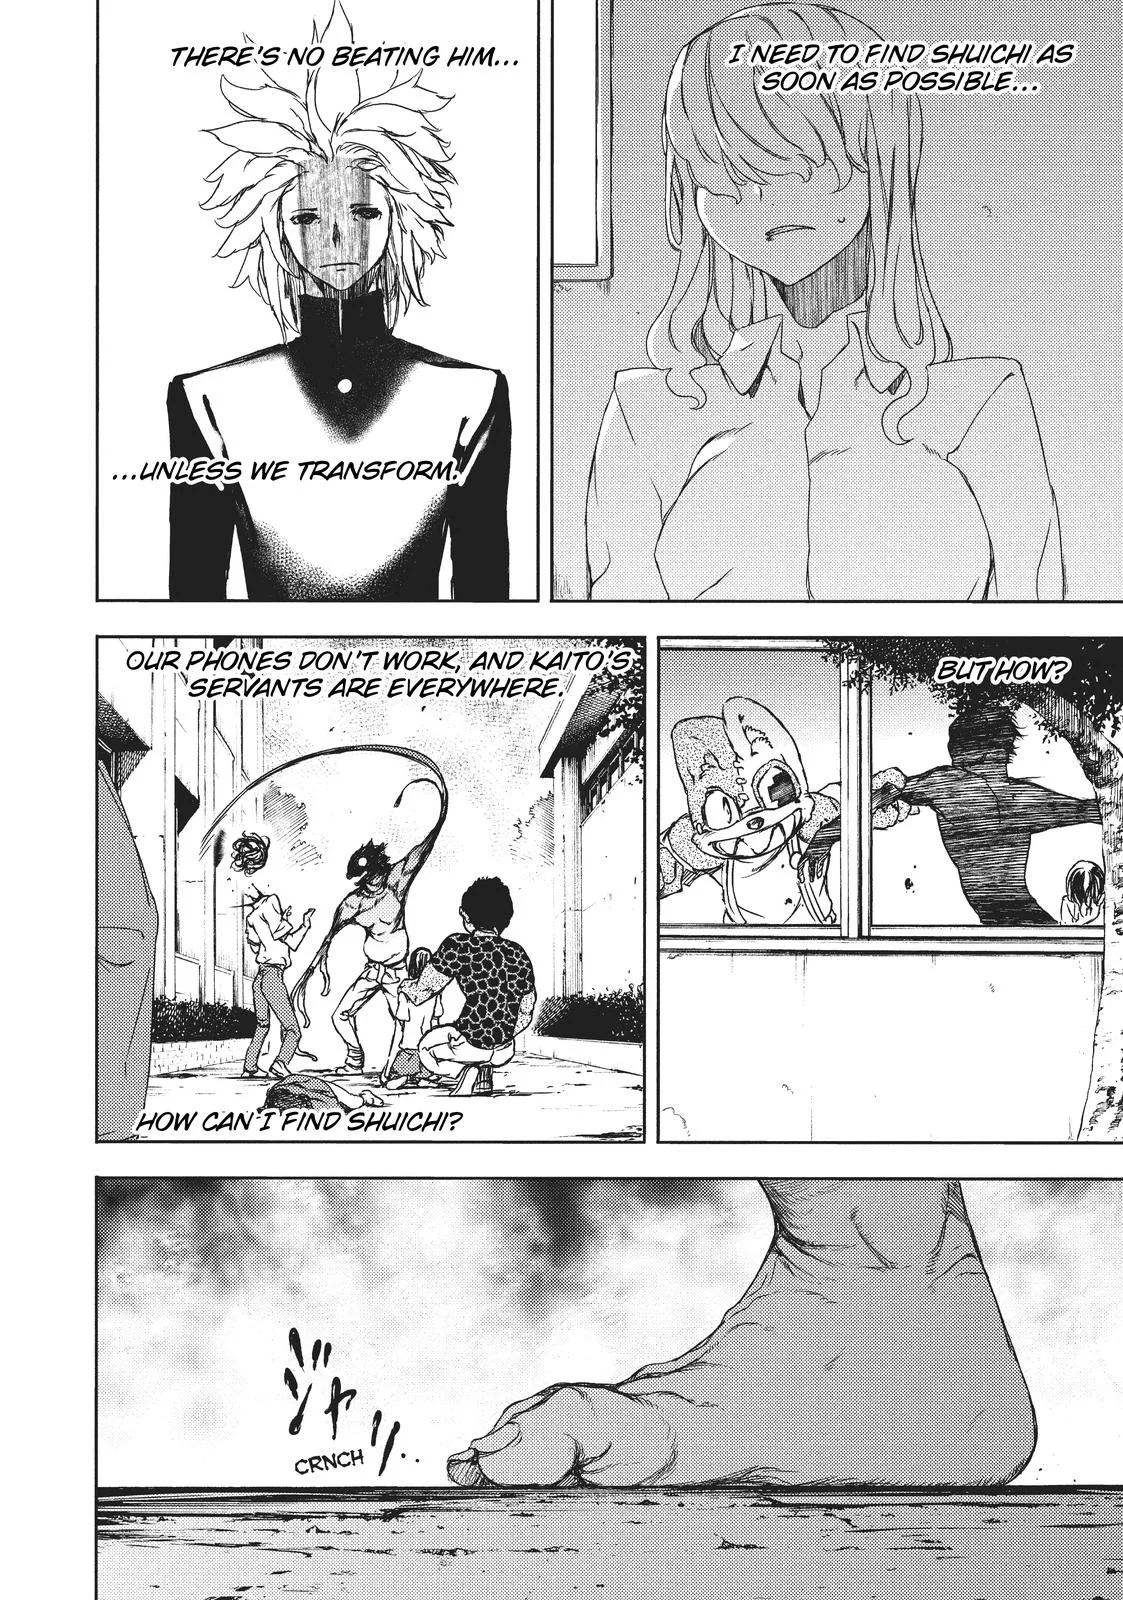 I NEED TO FIND SHUICHI AS
SOON AS POSSIBLE...
THERE'S NO BEATING HIM...
...UNLESS WE TRANSFORM.
BUT HOW?
OUR PHONES DON'T WORK, AND KAITO'S
SERVANTS ARE EVERYWHERE.
HOW CAN I FIND SHUICHI?
ジャッ..
CRNCH